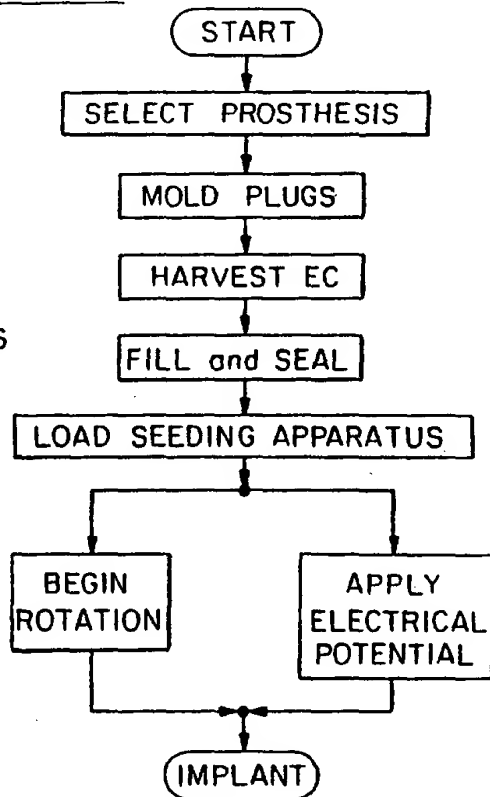 START
SELECT PROSTHESIS
MOLD PLUGS
HARVEST EC
FILL and SEAL
LOAD SEEDING APPARATUS
BEGIN
ROTATION
APPLY
ELECTRICAL
POTENTIAL
IMPLANT